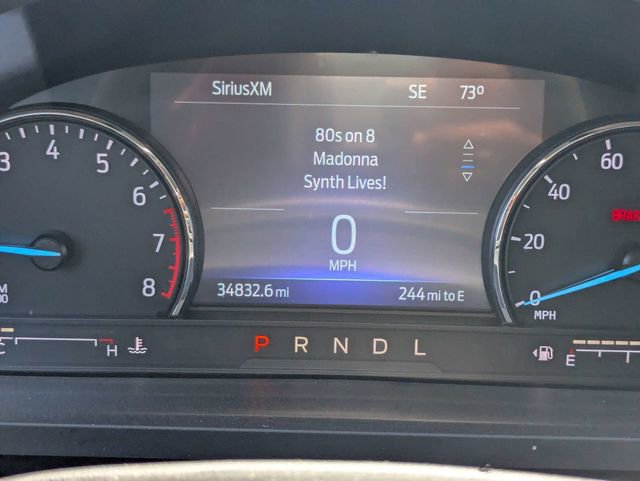 SiriusXM SE 73°
80s on 8
Madonna
Synth Lives!
0
MPH
34832.6 mi 244 mi to E
3 4 5 6 7 8
0 20 40 60
MPH
C H
P R N D L
E